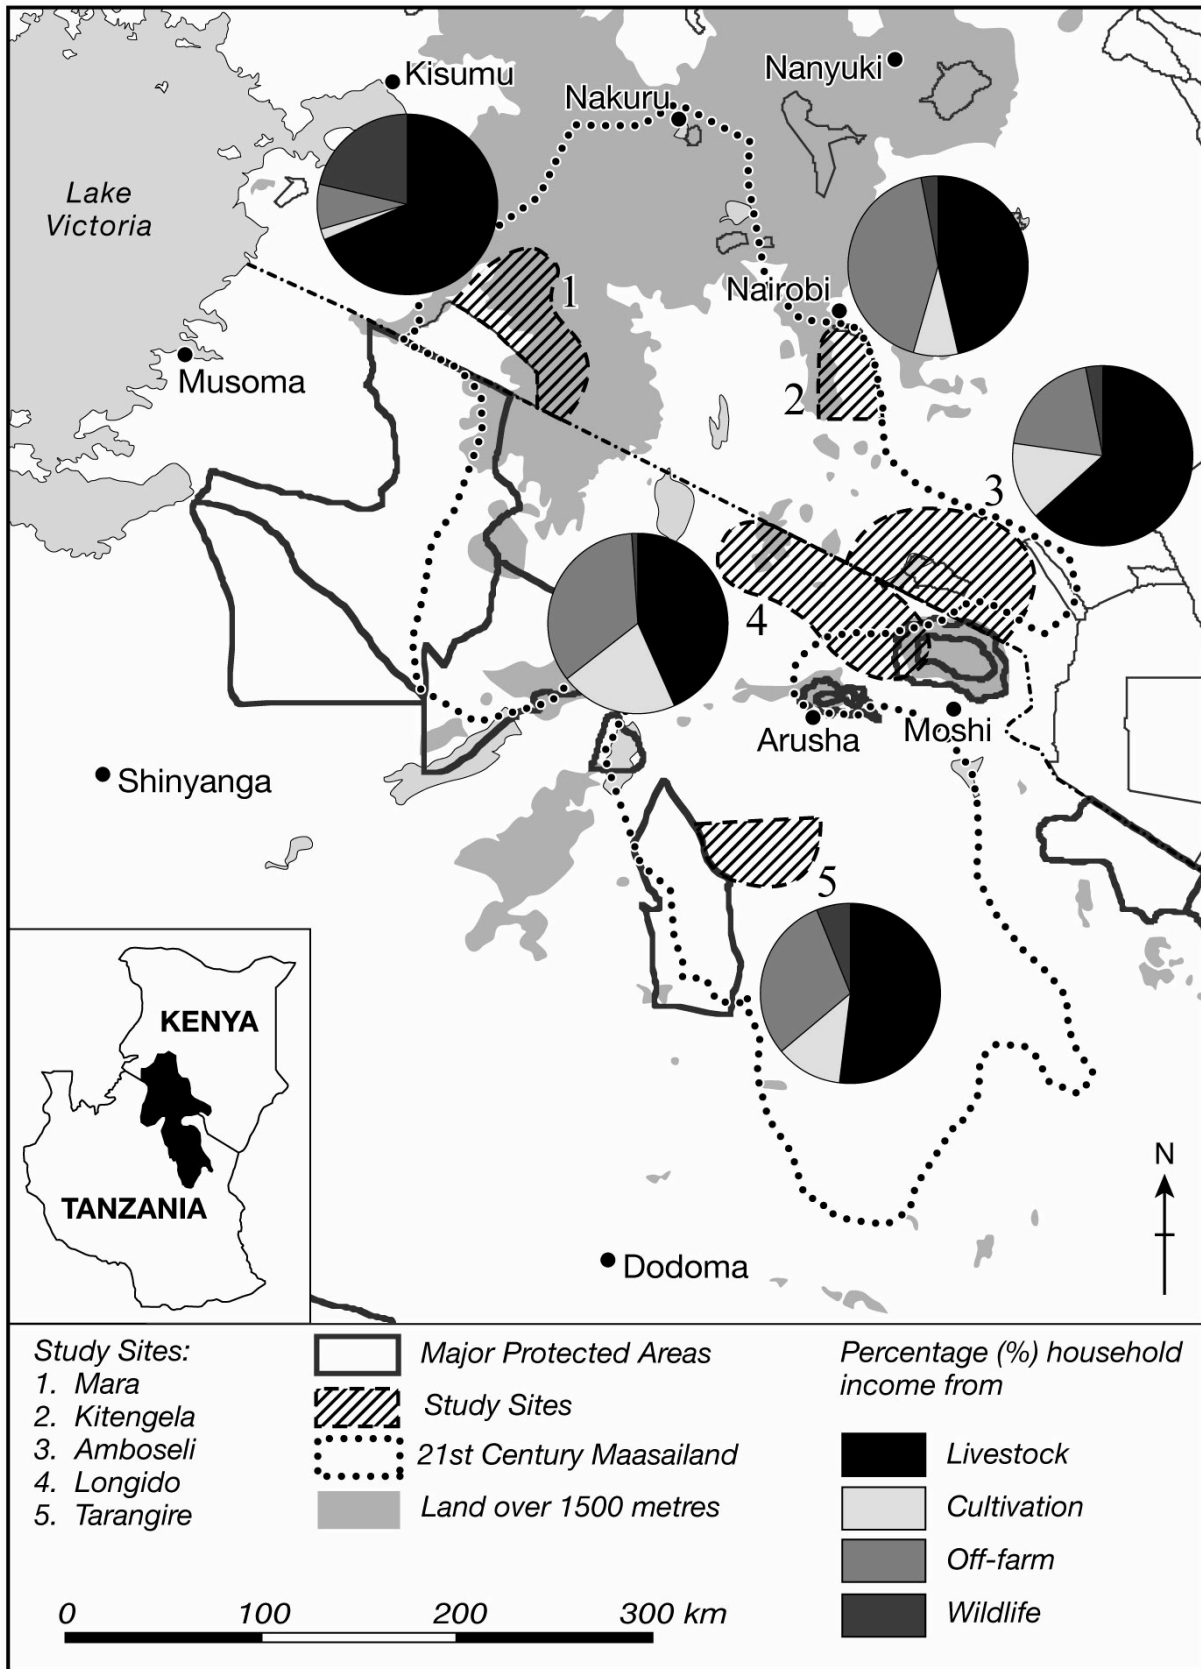 Kisumu
Nanyuki
Nakuru
Lake
Victoria
1
Nairobi
Musoma
2
3
4
Arusha
Moshi
Shinyanga
5
KENYA
TANZANIA
N
Dodoma
Study Sites:
1. Mara
2. Kitengela
3. Amboseli
4. Longido
5. Tarangire
Major Protected Areas
Study Sites
21st Century Maasailand
Land over 1500 metres
Percentage (%) household
income from
Livestock
Cultivation
Off-farm
Wildlife
0 100 200 300 km